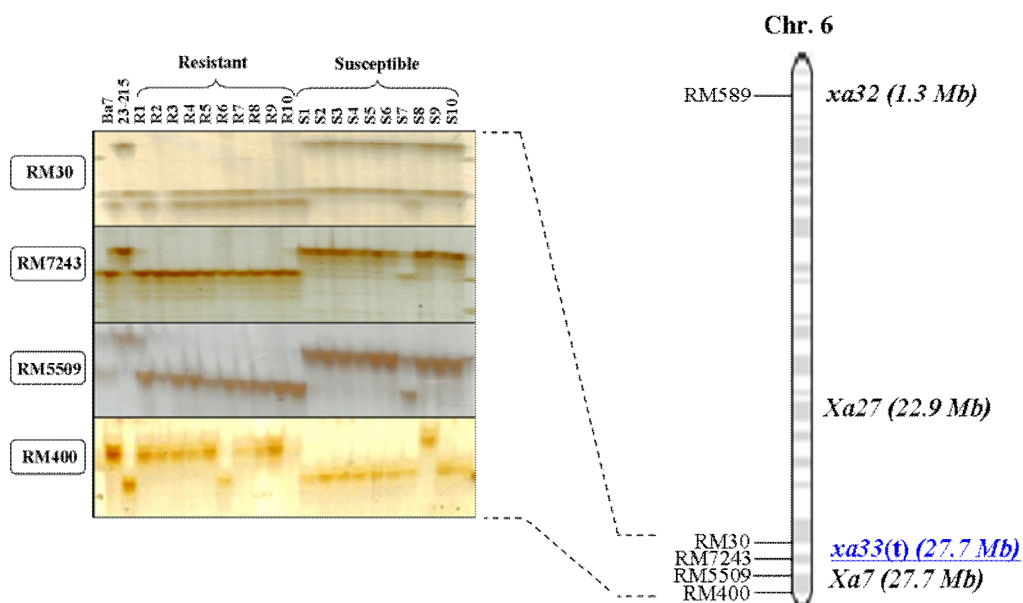 Chr. 6
Resistant
Susceptible
Ba7
23-215
R1
R2
R3
R4
R5
R6
R7
R8
R9
R10
S1
S2
S3
S4
S5
S6
S7
S8
S9
S10
RM30
RM7243
RM5509
RM400
RM589
xa32 (1.3 Mb)
Xa27 (22.9 Mb)
RM30
xa33(t) (27.7 Mb)
RM7243
RM5509
Xa7 (27.7 Mb)
RM400